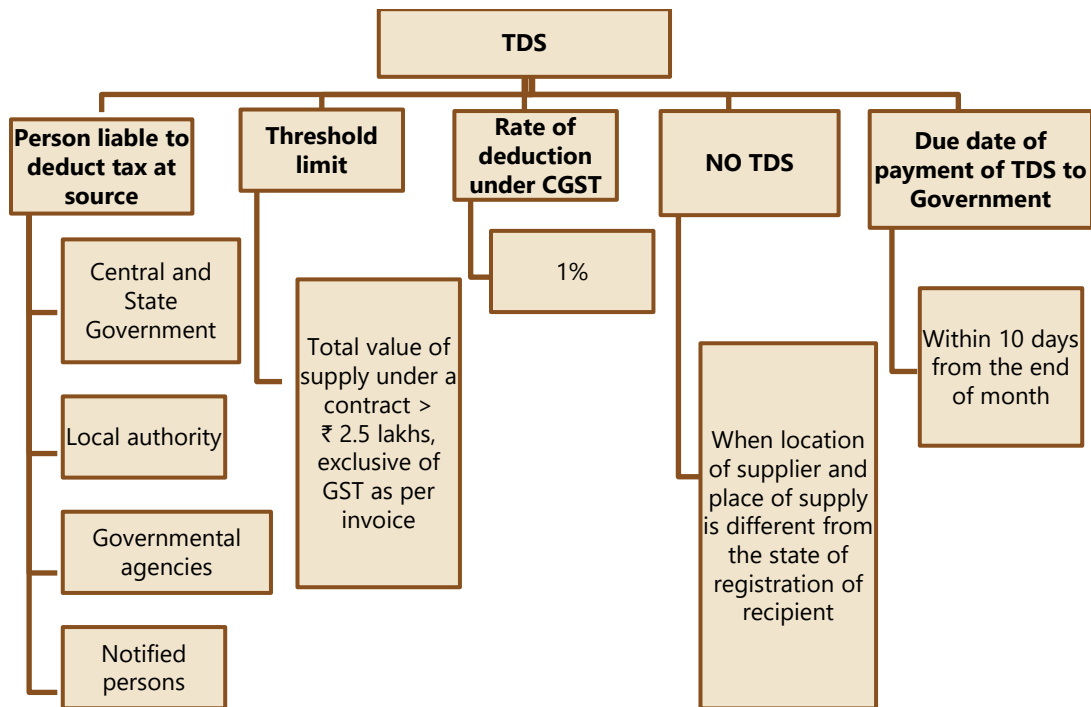 TDS
Person liable to
deduct tax at
source
Central and
State
Government
Local authority
Governmental
agencies
Notified
persons
Threshold
limit
Total value of
supply under a
contract >
₹ 2.5 lakhs,
exclusive of
GST as per
invoice
Rate of
deduction
under CGST
1%
NO TDS
When location
of supplier and
place of supply
is different from
the state of
registration of
recipient
Due date of
payment of TDS to
Government
Within 10 days
from the end
of month